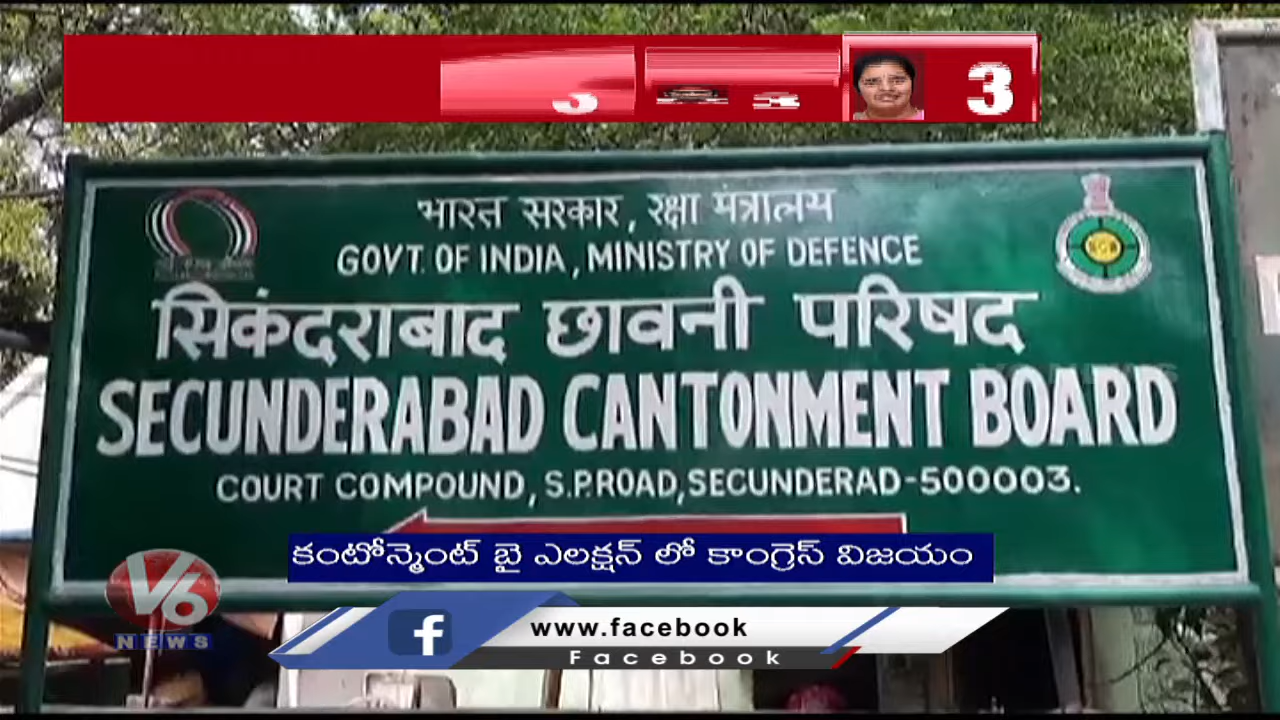 3
भारत सरकार, रक्षा मंत्रालय
GOVT. OF INDIA, MINISTRY OF DEFENCE
सिकंदराबाद छावनी परिषद
SECUNDERABAD CANTONMENT BOARD
COURT COMPOUND, S.P.ROAD, SECUNDERAD-500003.
కంటోన్మెంట్ బై ఎలక్షన్ లో కాంగ్రెస్ విజయం
V6
NEWS
f
www.facebook
Facebook